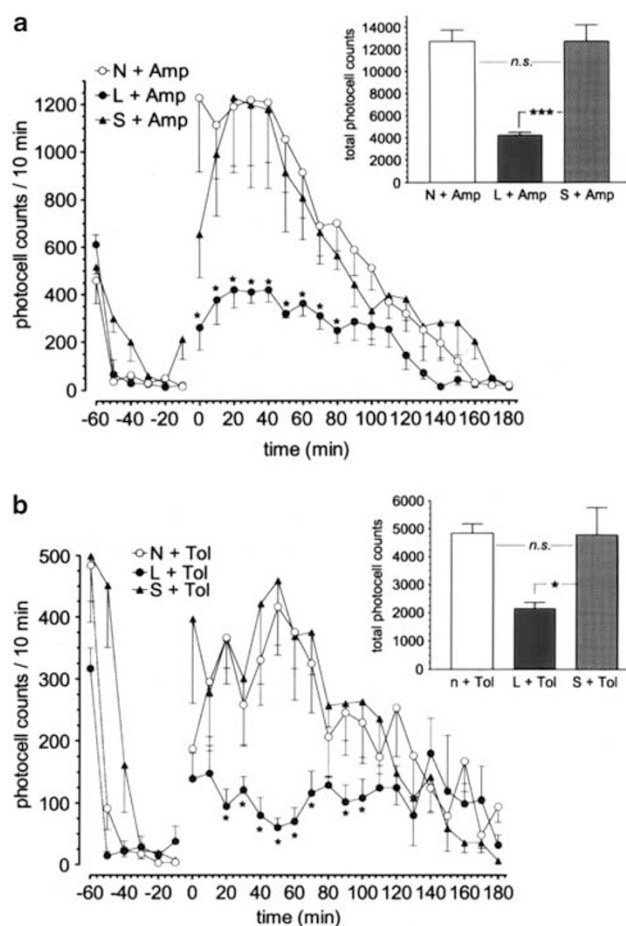 a
N + Amp
L + Amp
S + Amp
photocell counts / 10 min
1200
1000
800
600
400
200
0
-60 -40 -20 0 20 40 60 80 100 120 140 160 180
time (min)
total photocell counts
14000
12000
10000
8000
6000
4000
2000
0
n.s.
***
N + Amp L + Amp S + Amp
b
N + Tol
L + Tol
S + Tol
photocell counts / 10 min
500
400
300
200
100
0
-60 -40 -20 0 20 40 60 80 100 120 140 160 180
time (min)
total photocell counts
6000
5000
4000
3000
2000
1000
0
n.s.
*
n + Tol L + Tol S + Tol